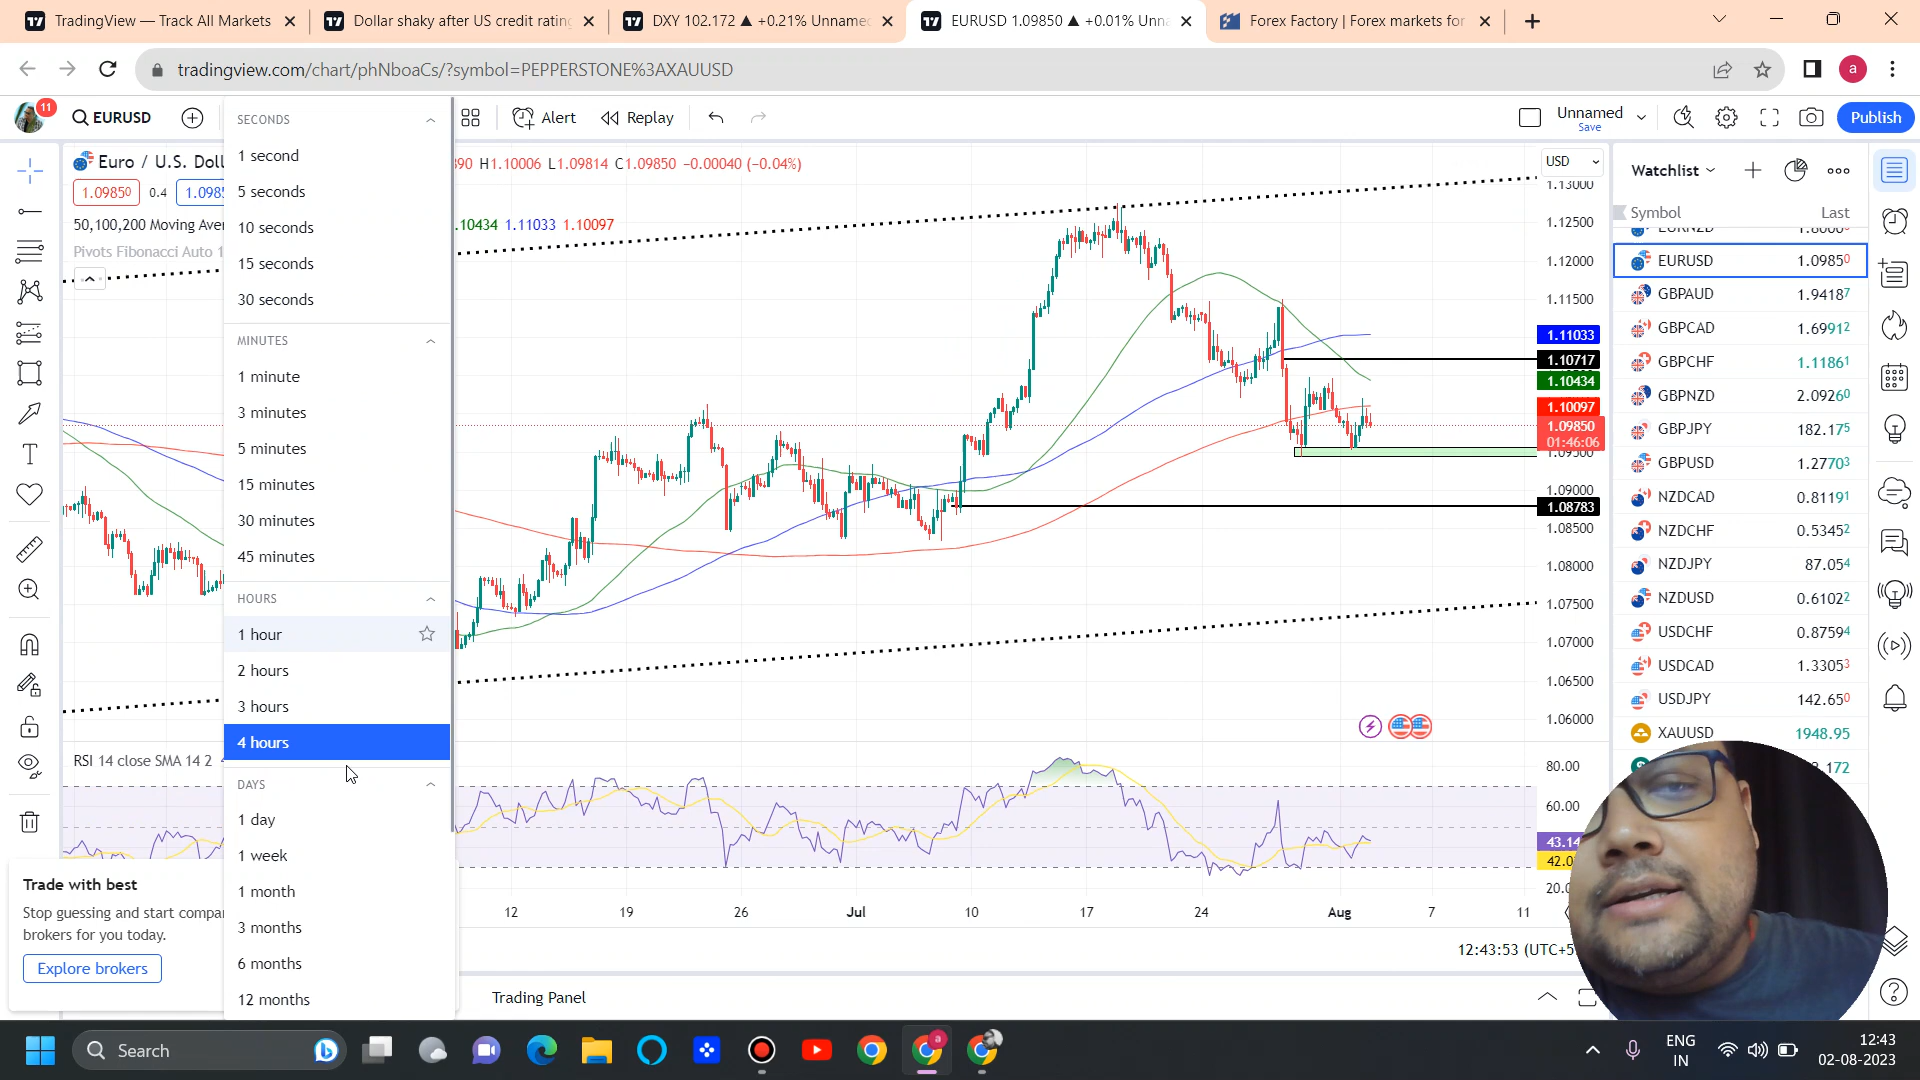 TradingView — Track All Markets
Dollar shaky after US credit rating
DXY 102.172 ▲ +0.21% Unnamed
EURUSD 1.09850 ▲ +0.01% Unna
Forex Factory | Forex markets for
tradingview.com/chart/phNboaCs/?symbol=PEPPERSTONE%3AXAUUSD
a
11
EURUSD
Alert
Replay
Unnamed
Save
Publish
SECONDS
1 second
5 seconds
10 seconds
15 seconds
30 seconds
MINUTES
1 minute
3 minutes
5 minutes
15 minutes
30 minutes
45 minutes
HOURS
1 hour
2 hours
3 hours
4 hours
DAYS
1 day
1 week
1 month
3 months
6 months
12 months
Euro / U.S. Doll
390 H1.10006 L1.09814 C1.09850 −0.00040 (−0.04%)
1.09850 0.4 1.0985
50,100,200 Moving Aver
.10434 1.11033 1.10097
Pivots Fibonacci Auto 1
RSI 14 close SMA 14 2
USD
1.13000
1.12500
1.12000
1.11500
1.11033
1.10717
1.10434
1.10097
1.09850
01:46:06
1.09500
1.09000
1.08783
1.08500
1.08000
1.07500
1.07000
1.06500
1.06000
80.00
60.00
43.14
42.0
20.0
12 19 26 Jul 10 17 24 Aug 7 11
12:43:53 (UTC+5
Trading Panel
Trade with best
Stop guessing and start compa
brokers for you today.
Explore brokers
Watchlist
Symbol Last
EURNZD 1.8000
EURUSD 1.09850
GBPAUD 1.94187
GBPCAD 1.69912
GBPCHF 1.11861
GBPNZD 2.09260
GBPJPY 182.175
GBPUSD 1.27703
NZDCAD 0.81191
NZDCHF 0.53452
NZDJPY 87.054
NZDUSD 0.61022
USDCHF 0.87594
USDCAD 1.33053
USDJPY 142.650
XAUUSD 1948.95
.172
Search
ENG
IN
12:43
02-08-2023